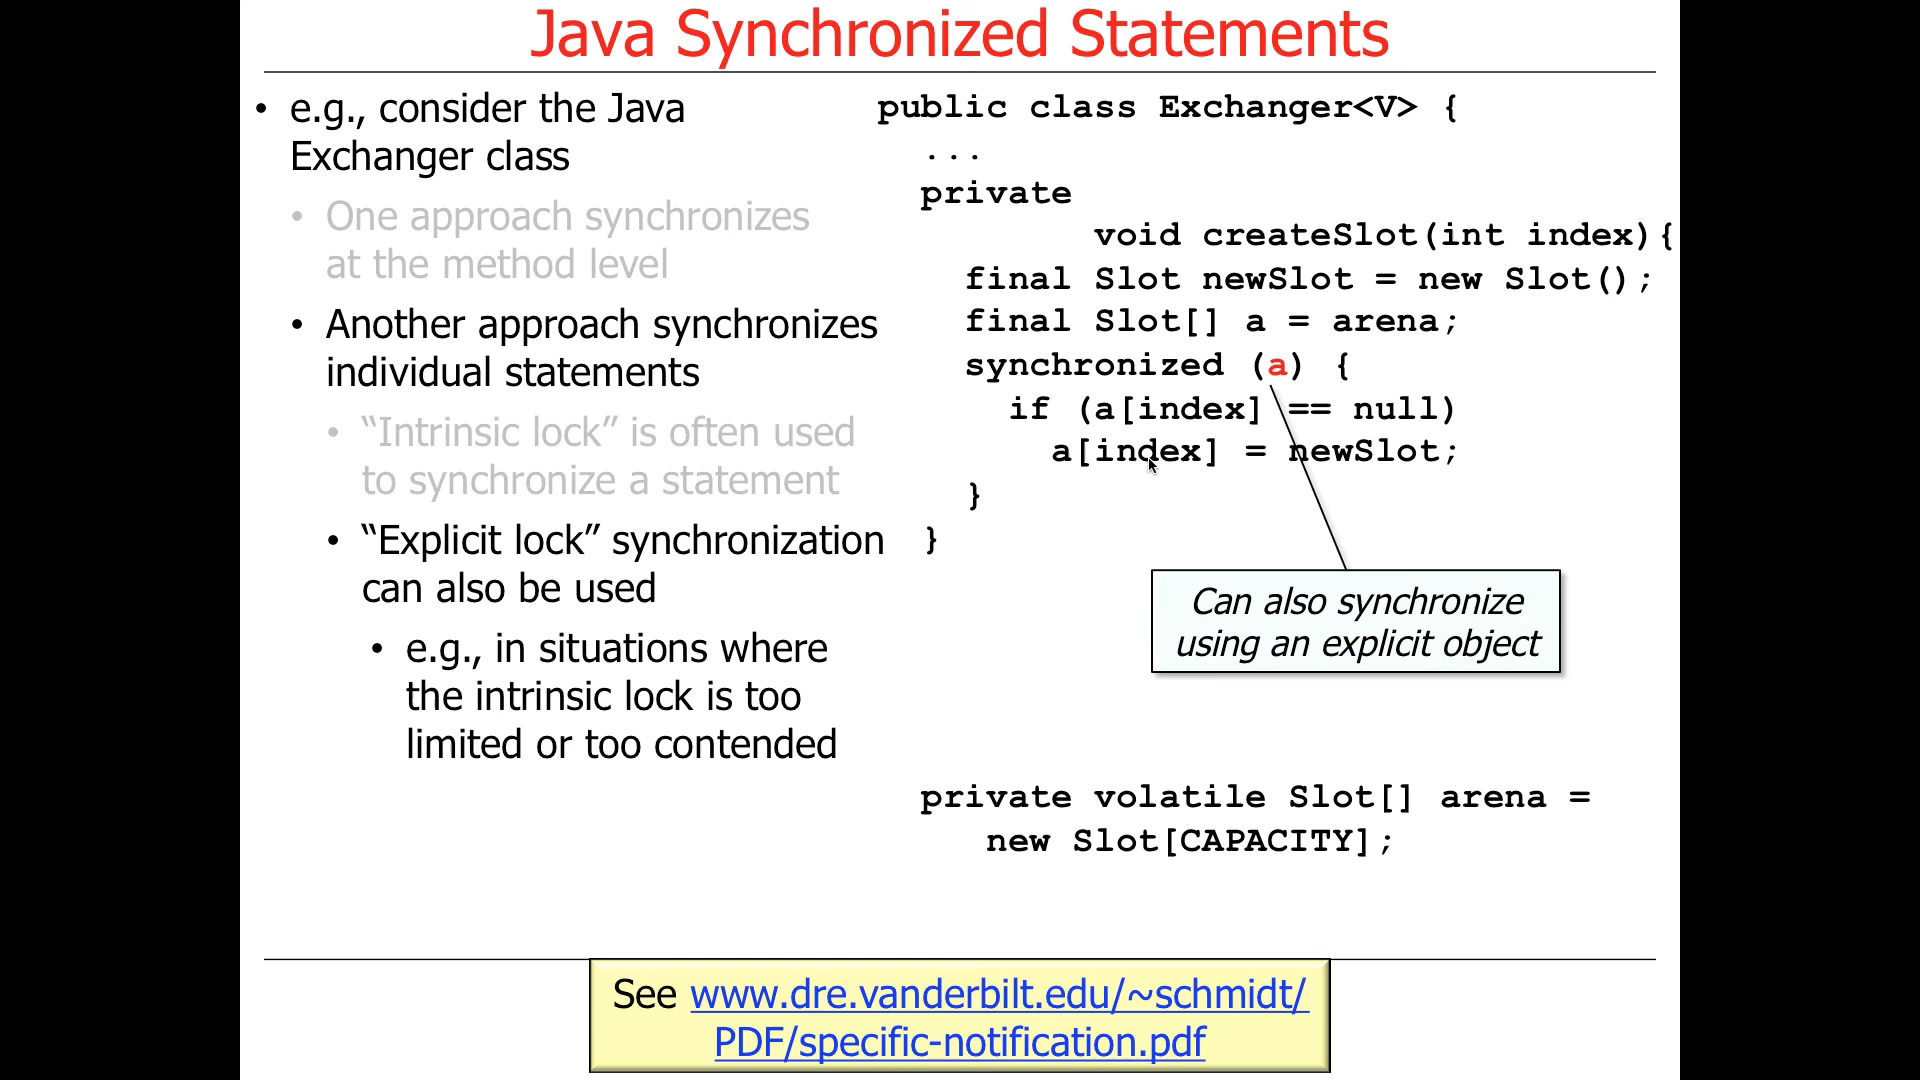 Java Synchronized Statements
• e.g., consider the Java
Exchanger class
• One approach synchronizes
at the method level
• Another approach synchronizes
individual statements
• “Intrinsic lock” is often used
to synchronize a statement
• “Explicit lock” synchronization
can also be used
• e.g., in situations where
the intrinsic lock is too
limited or too contended
public class Exchanger<V> {
...
private
void createSlot(int index){
final Slot newSlot = new Slot();
final Slot[] a = arena;
synchronized (a) {
if (a[index] == null)
a[index] = newSlot;
}
}
Can also synchronize
using an explicit object
private volatile Slot[] arena =
new Slot[CAPACITY];
See www.dre.vanderbilt.edu/~schmidt/
PDF/specific-notification.pdf